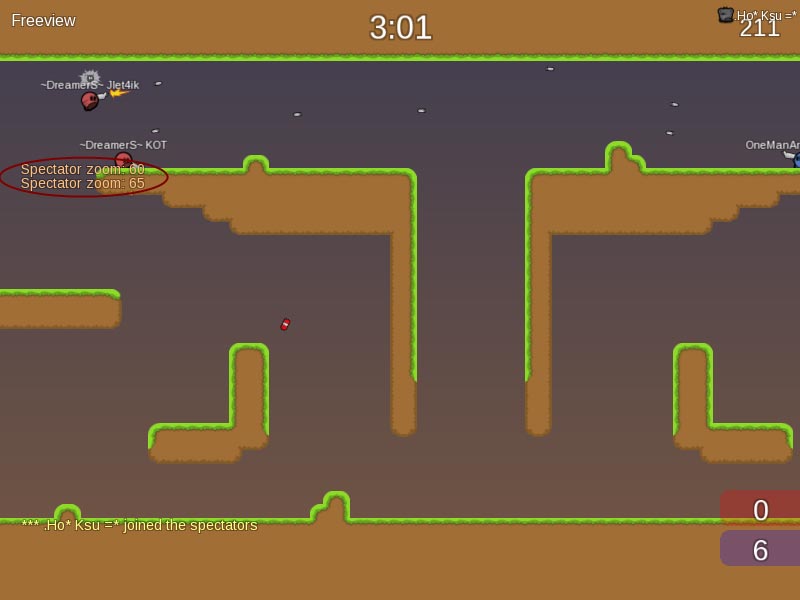 Freeview
3:01
.Ho* Ksu =*
211
~DreamerS~ Jlet4ik
~DreamerS~ KOT
OneManAr
Spectator zoom: 60
Spectator zoom: 65
*** .Ho* Ksu =* joined the spectators
0
6